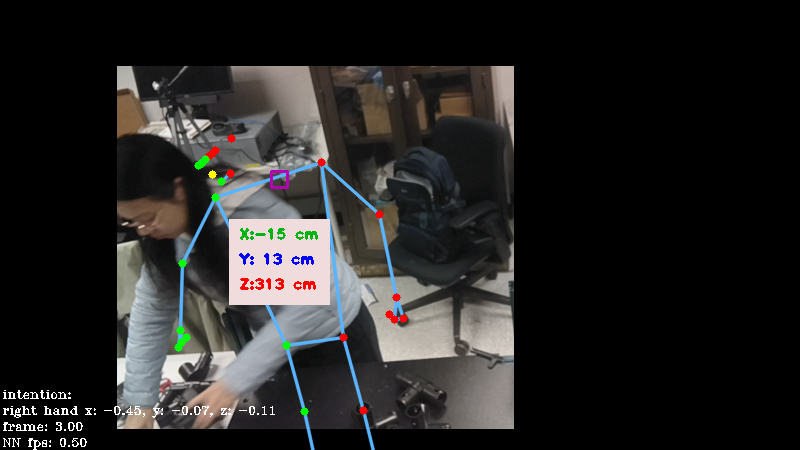 X:-15 cm
Y: 13 cm
Z:313 cm
intention:
right hand x: -0.45, y: -0.07, z: -0.11
frame: 3.00
NN fps: 0.50